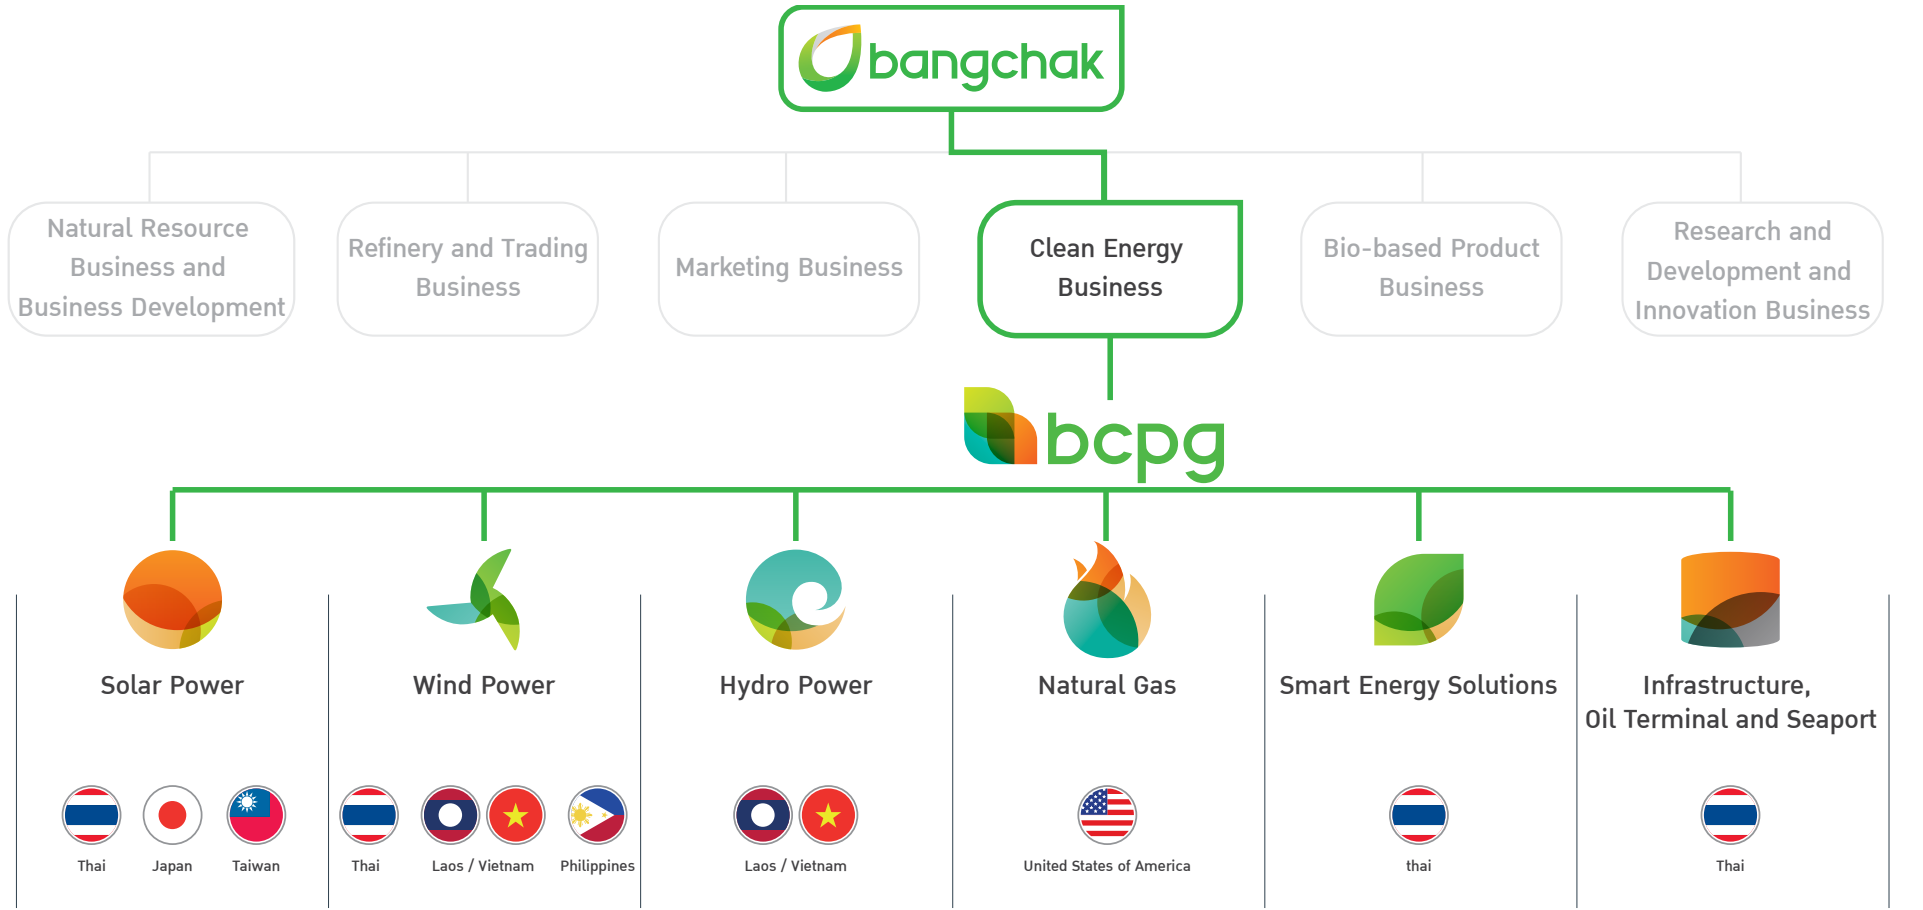 bangchak
Natural Resource
Business and
Business Development
Refinery and Trading
Business
Marketing Business
Clean Energy
Business
Bio-based Product
Business
Research and
Development and
Innovation Business
bcpg
Solar Power
Wind Power
Hydro Power
Natural Gas
Smart Energy Solutions
Infrastructure,
Oil Terminal and Seaport
Thai
Japan
Taiwan
Thai
Laos / Vietnam
Philippines
Laos / Vietnam
United States of America
thai
Thai